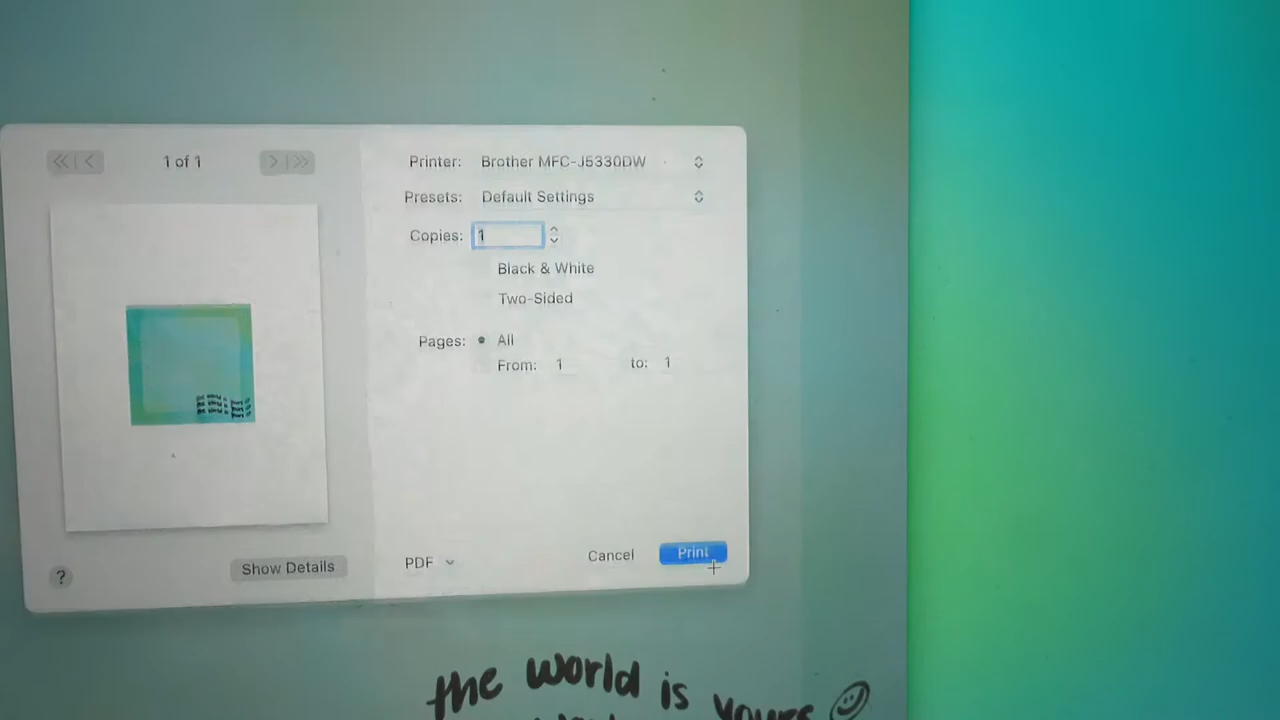 1 of 1
Printer: Brother MFC-J5330DW
Presets: Default Settings
Copies: 1
Black & White
Two-Sided
Pages: All
From: 1 to: 1
? Show Details PDF Cancel Print
the world is yours